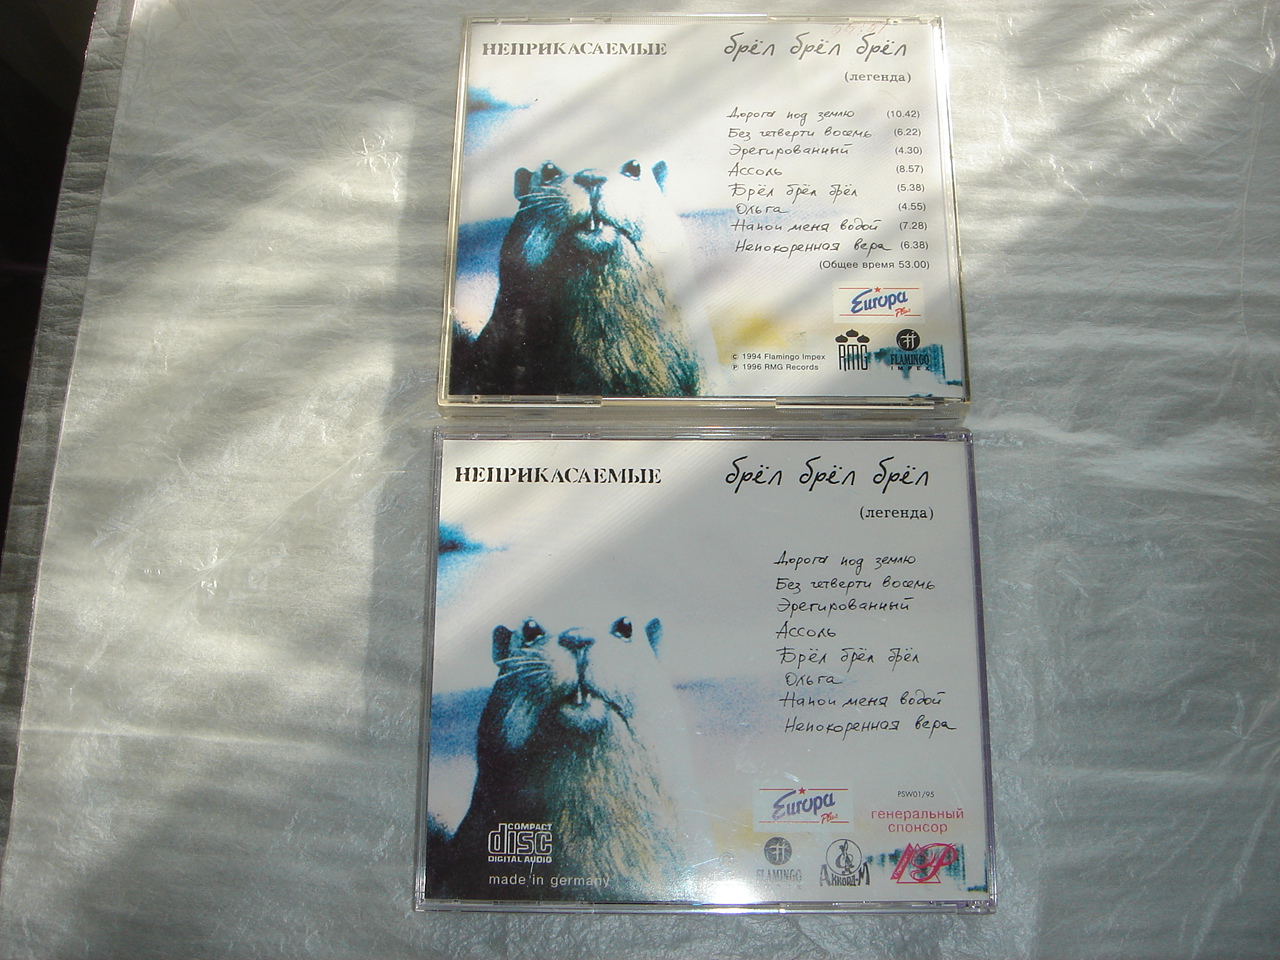 НЕПРИКАСАЕМЫЕ
брёл брёл брёл
(легенда)
Дорога под землю (10.42)
Без четверти восемь (6.22)
Эрегированный (4.30)
Ассоль (8.57)
Брёл брёл брёл (5.38)
Ольга (4.55)
Напои меня водой (7.28)
Непокоренная вера (6.38)
(Общее время 53.00)
Europa
Plus
© 1994 Flamingo Impex
℗ 1996 RMG Records
RMG
FLAMINGO
IMPEX
НЕПРИКАСАЕМЫЕ
брёл брёл брёл
(легенда)
Дорога под землю
Без четверти восемь
Эрегированный
Ассоль
Брёл брёл брёл
Ольга
Напои меня водой
Непокоренная вера
Europa
Plus
PSW01/95
генеральный
спонсор
COMPACT
disc
DIGITAL AUDIO
made in germany
FLAMINGO
Аккорд-М